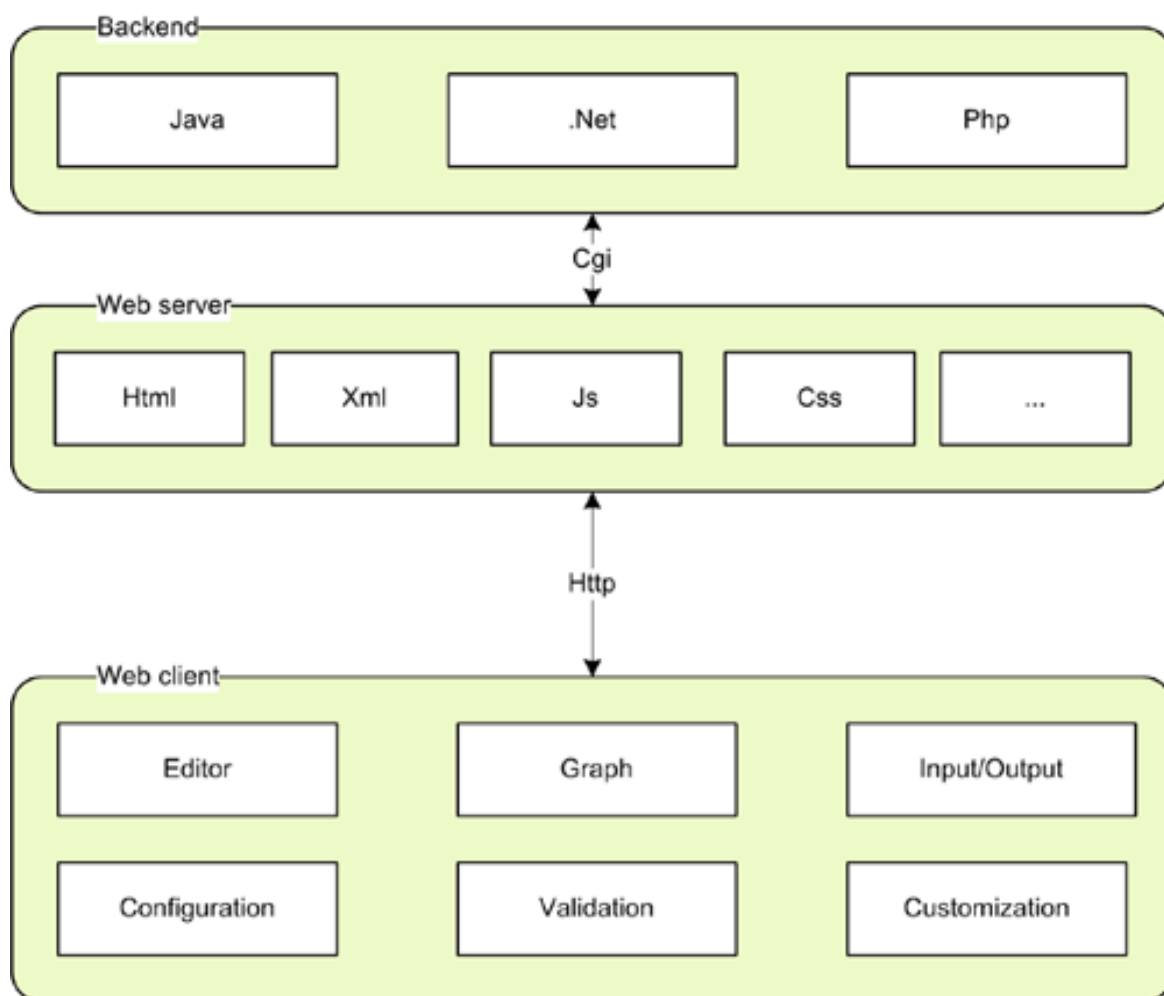 Backend
Java .Net Php
Cgi
Web server
Html Xml Js Css ...
Http
Web client
Editor Graph Input/Output
Configuration Validation Customization